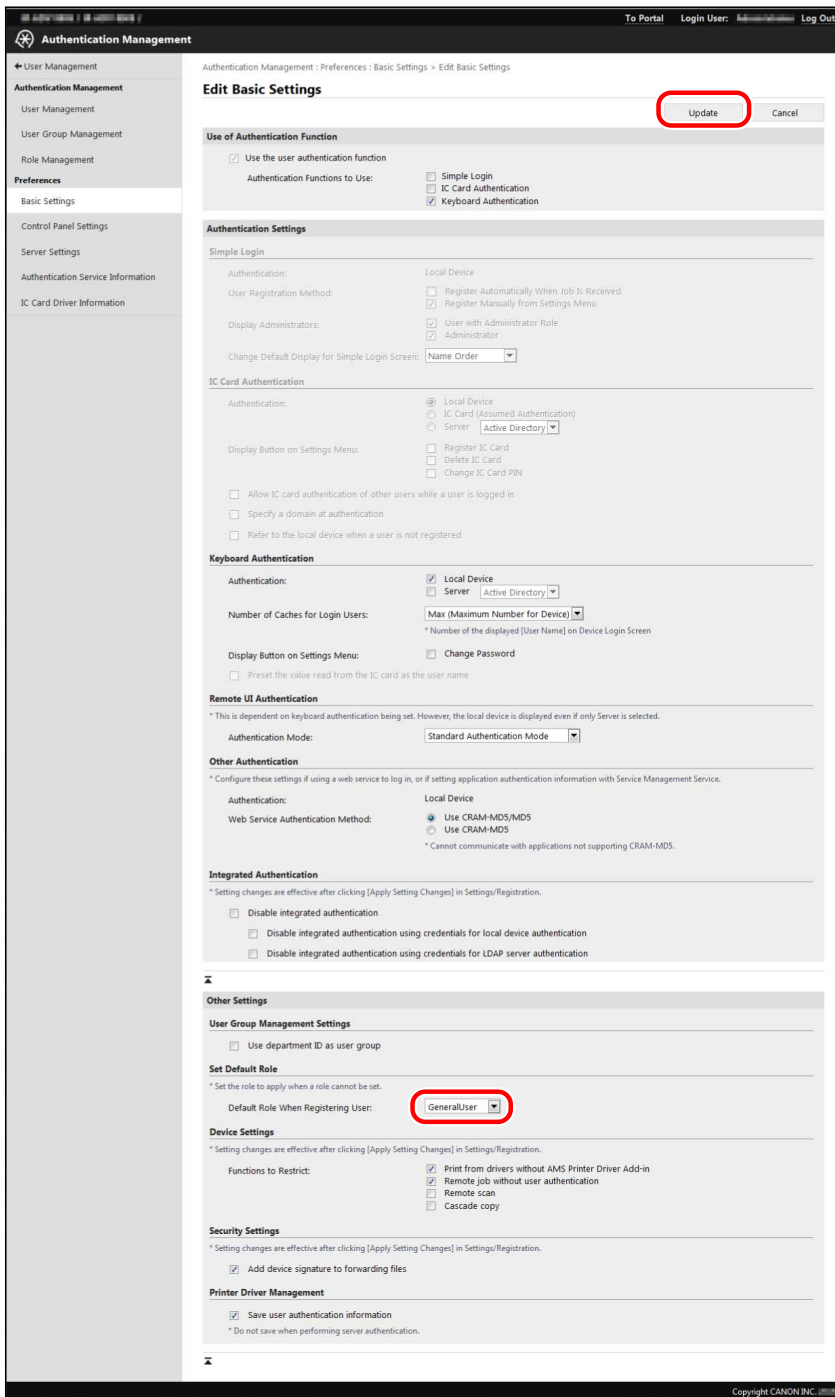 To Portal Login User: Log Out
Authentication Management
User Management
Authentication Management
User Management
User Group Management
Role Management
Preferences
Basic Settings
Control Panel Settings
Server Settings
Authentication Service Information
IC Card Driver Information
Authentication Management : Preferences : Basic Settings > Edit Basic Settings
Edit Basic Settings
Update Cancel
Use of Authentication Function
Use the user authentication function
Authentication Functions to Use: Simple Login
IC Card Authentication
Keyboard Authentication
Authentication Settings
Simple Login
Authentication: Local Device
User Registration Method: Register Automatically When Job Is Received
Register Manually from Settings Menu
Display Administrators: User with Administrator Role
Administrator
Change Default Display for Simple Login Screen: Name Order
IC Card Authentication
Authentication: Local Device
IC Card (Assumed Authentication)
Server Active Directory
Display Button on Settings Menu: Register IC Card
Delete IC Card
Change IC Card PIN
Allow IC card authentication of other users while a user is logged in
Specify a domain at authentication
Refer to the local device when a user is not registered
Keyboard Authentication
Authentication: Local Device
Server Active Directory
Number of Caches for Login Users: Max (Maximum Number for Device)
* Number of the displayed [User Name] on Device Login Screen
Display Button on Settings Menu: Change Password
Preset the value read from the IC card as the user name
Remote UI Authentication
* This is dependent on keyboard authentication being set. However, the local device is displayed even if only Server is selected.
Authentication Mode: Standard Authentication Mode
Other Authentication
* Configure these settings if using a web service to log in, or if setting application authentication information with Service Management Service.
Authentication: Local Device
Web Service Authentication Method: Use CRAM-MD5/MD5
Use CRAM-MD5
* Cannot communicate with applications not supporting CRAM-MD5.
Integrated Authentication
* Setting changes are effective after clicking [Apply Setting Changes] in Settings/Registration.
Disable integrated authentication
Disable integrated authentication using credentials for local device authentication
Disable integrated authentication using credentials for LDAP server authentication
Other Settings
User Group Management Settings
Use department ID as user group
Set Default Role
* Set the role to apply when a role cannot be set.
Default Role When Registering User: GeneralUser
Device Settings
* Setting changes are effective after clicking [Apply Setting Changes] in Settings/Registration.
Functions to Restrict: Print from drivers without AMS Printer Driver Add-in
Remote job without user authentication
Remote scan
Cascade copy
Security Settings
* Setting changes are effective after clicking [Apply Setting Changes] in Settings/Registration.
Add device signature to forwarding files
Printer Driver Management
Save user authentication information
* Do not save when performing server authentication.
Copyright CANON INC.